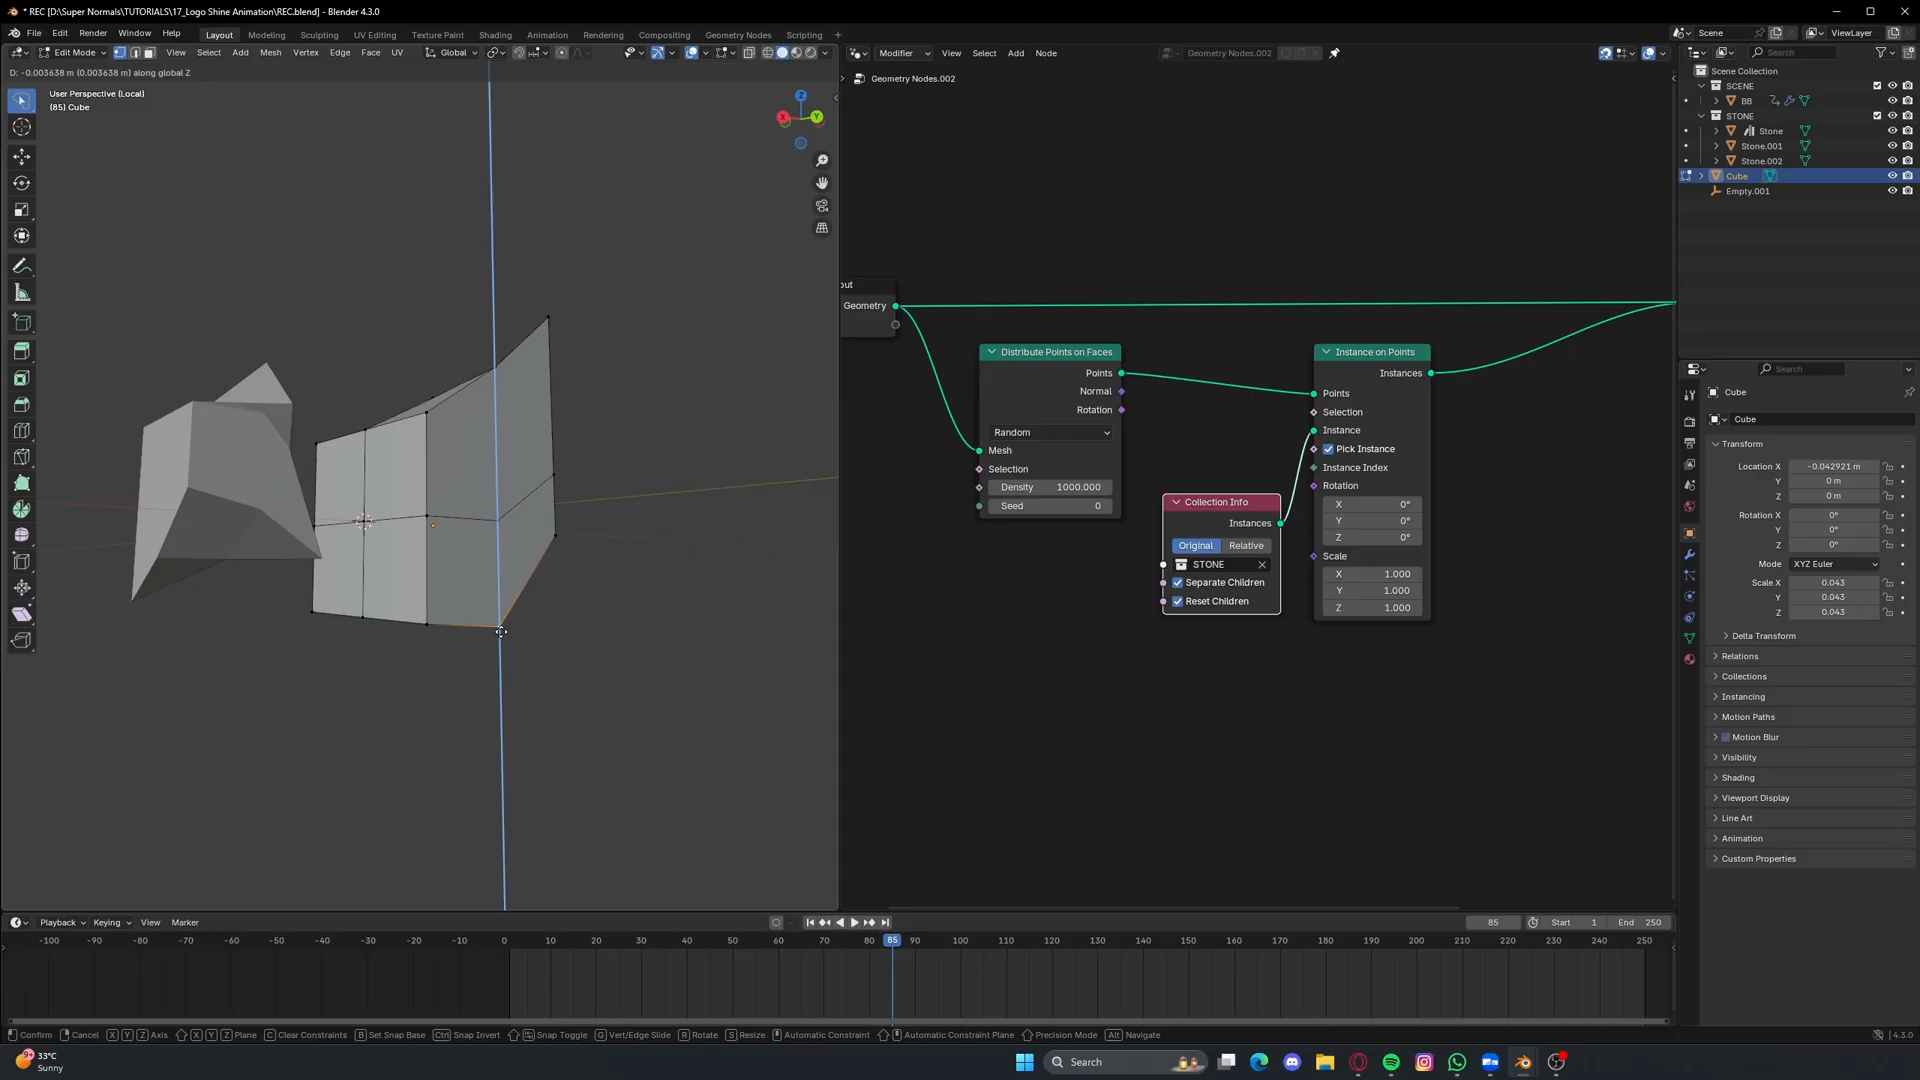 * REC [D:\Super Normals\TUTORIALS\17_Logo Shine Animation\REC.blend] - Blender 4.3.0
File Edit Render Window Help Layout Modeling Sculpting UV Editing Texture Paint Shading Animation Rendering Compositing Geometry Nodes Scripting + Scene ViewLayer
Edit Mode View Select Add Mesh Vertex Edge Face UV Global Modifier View Select Add Node Geometry Nodes.002 Search
D: -0.003638 m (0.003638 m) along global Z
Geometry Nodes.002
User Perspective (Local)
(85) Cube
Z
X
Y
Scene Collection
SCENE
BB
STONE
Stone
Stone.001
Stone.002
Cube
Empty.001
put
Geometry
Distribute Points on Faces
Points
Normal
Rotation
Random
Mesh
Selection
Density 1000.000
Seed 0
Collection Info
Instances
Original Relative
STONE
Separate Children
Reset Children
Instance on Points
Instances
Points
Selection
Instance
Pick Instance
Instance Index
Rotation
X 0°
Y 0°
Z 0°
Scale
X 1.000
Y 1.000
Z 1.000
Search
Cube
Cube
Transform
Location X -0.042921 m
Y 0 m
Z 0 m
Rotation X 0°
Y 0°
Z 0°
Mode XYZ Euler
Scale X 0.043
Y 0.043
Z 0.043
Delta Transform
Relations
Collections
Instancing
Motion Paths
Motion Blur
Visibility
Shading
Viewport Display
Line Art
Animation
Custom Properties
Playback Keying View Marker 85 Start 1 End 250
-100 -90 -80 -70 -60 -50 -40 -30 -20 -10 0 10 20 30 40 50 60 70 80 85 90 100 110 120 130 140 150 160 170 180 190 200 210 220 230 240 250
Confirm Cancel X Y Z Axis X Y Z Plane C Clear Constraints B Set Snap Base Ctrl Snap Invert Snap Toggle G Vert/Edge Slide R Rotate S Resize Automatic Constraint Automatic Constraint Plane Precision Mode Alt Navigate 4.3.0
33°C
Sunny
Search